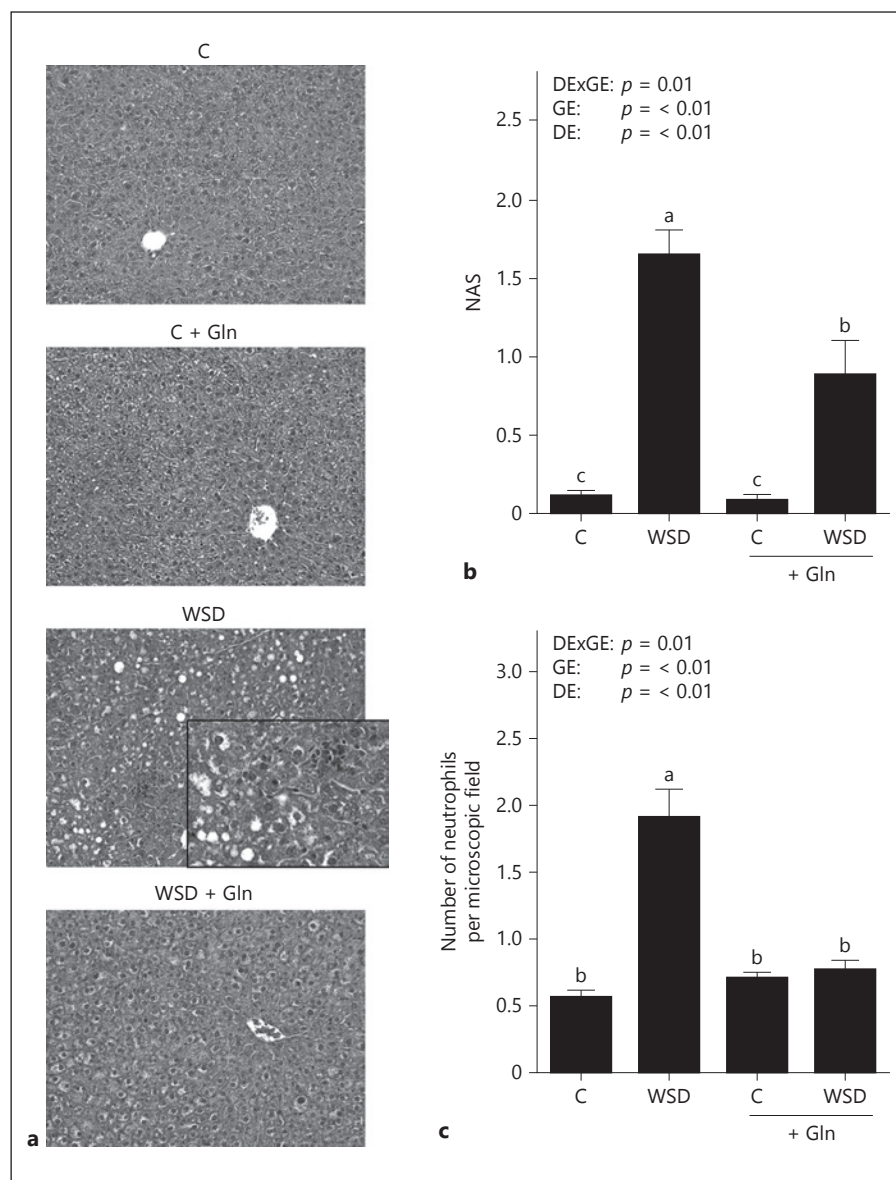 C
C + Gln
WSD
WSD + Gln
a
DExGE: p = 0.01
GE: p = < 0.01
DE: p = < 0.01
2.5
2.0
1.5
1.0
0.5
0
NAS
a
b
c
c
C
WSD
C
WSD
+ Gln
b
DExGE: p = 0.01
GE: p = < 0.01
DE: p = < 0.01
3.0
2.5
2.0
1.5
1.0
0.5
0
Number of neutrophils
per microscopic field
a
b
b
b
C
WSD
C
WSD
+ Gln
c